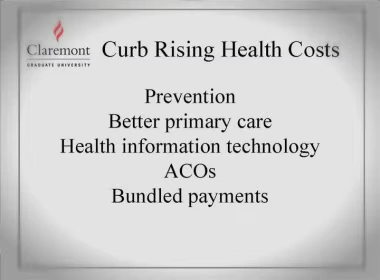 Claremont
GRADUATE UNIVERSITY
Curb Rising Health Costs
Prevention
Better primary care
Health information technology
ACOs
Bundled payments